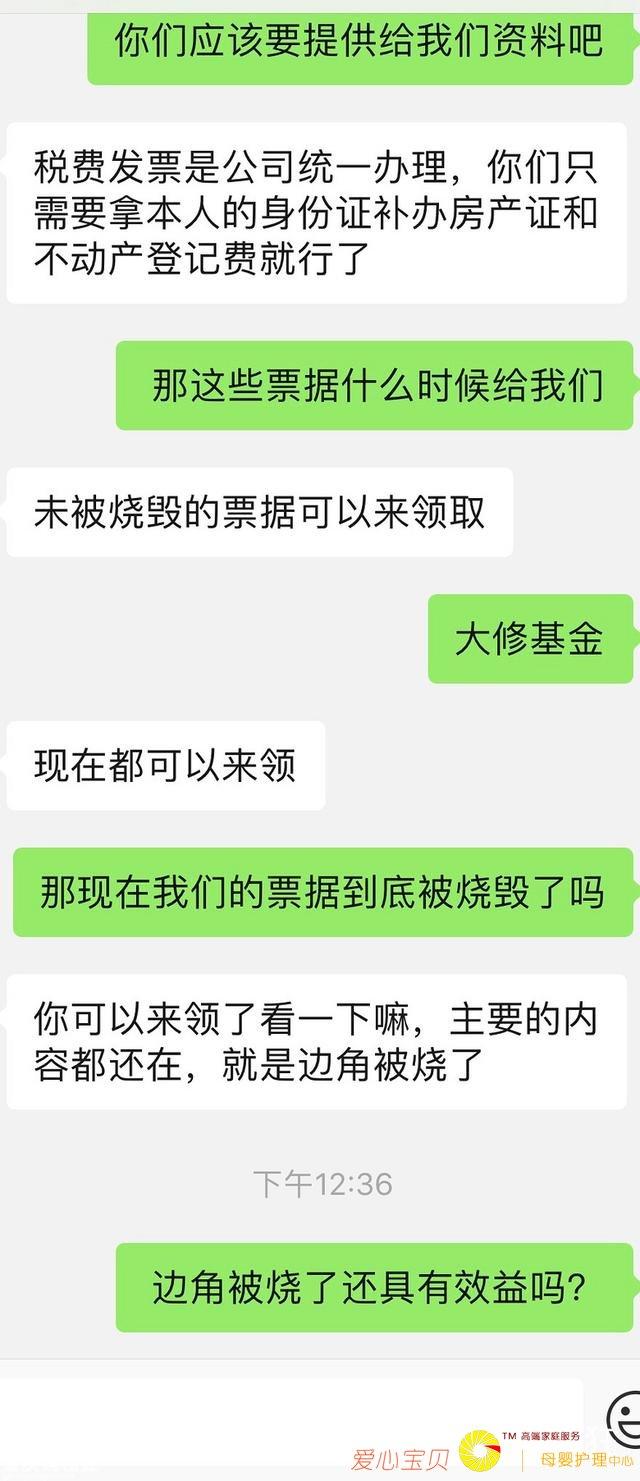 你们应该要提供给我们资料吧
税费发票是公司统一办理，你们只
需要拿本人的身份证补办房产证和
不动产登记费就行了
那这些票据什么时候给我们
未被烧毁的票据可以来领取
大修基金
现在都可以来领
那现在我们的票据到底被烧毁了吗
你可以来领了看一下嘛，主要的内
容都还在，就是边角被烧了
下午12:36
边角被烧了还具有效益吗?
爱心宝贝
TM 高端家庭服务
母婴护理中心